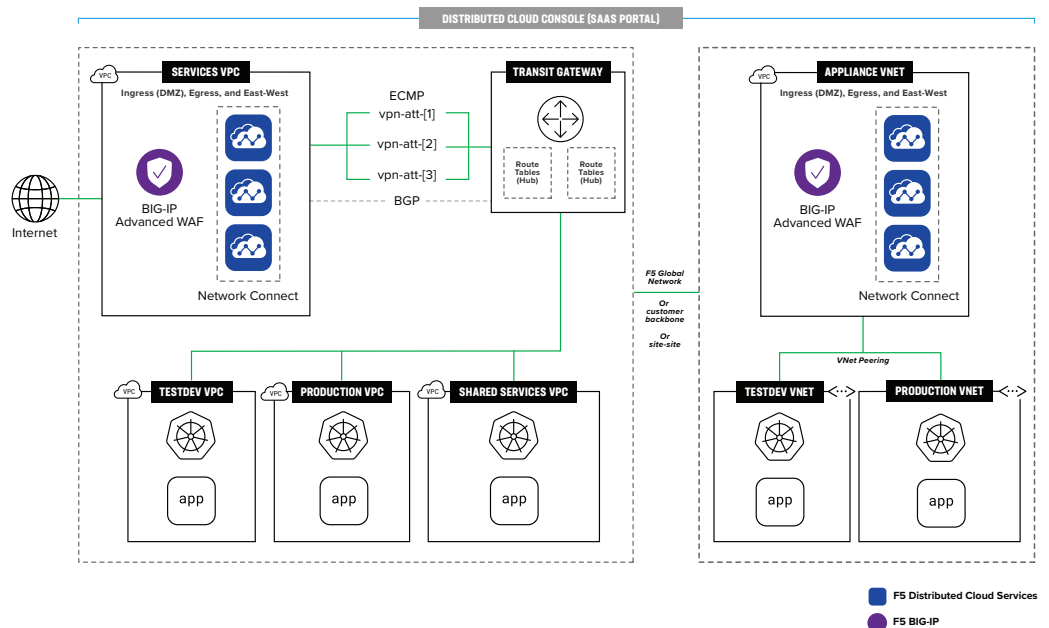 DISTRIBUTED CLOUD CONSOLE (SAAS PORTAL)
VPC
SERVICES VPC
Ingress (DMZ), Egress, and East-West
BIG-IP
Advanced WAF
Network Connect
Internet
ECMP
vpn-att-[1]
vpn-att-[2]
vpn-att-[3]
BGP
TRANSIT GATEWAY
Route
Tables
(Hub)
Route
Tables
(Hub)
F5 Global
Network
Or
customer
backbone
Or
site-site
VPC
APPLIANCE VNET
Ingress (DMZ), Egress, and East-West
BIG-IP
Advanced WAF
Network Connect
VNet Peering
VPC
TESTDEV VPC
app
VPC
PRODUCTION VPC
app
VPC
SHARED SERVICES VPC
app
TESTDEV VNET
app
PRODUCTION VNET
app
F5 Distributed Cloud Services
F5 BIG-IP